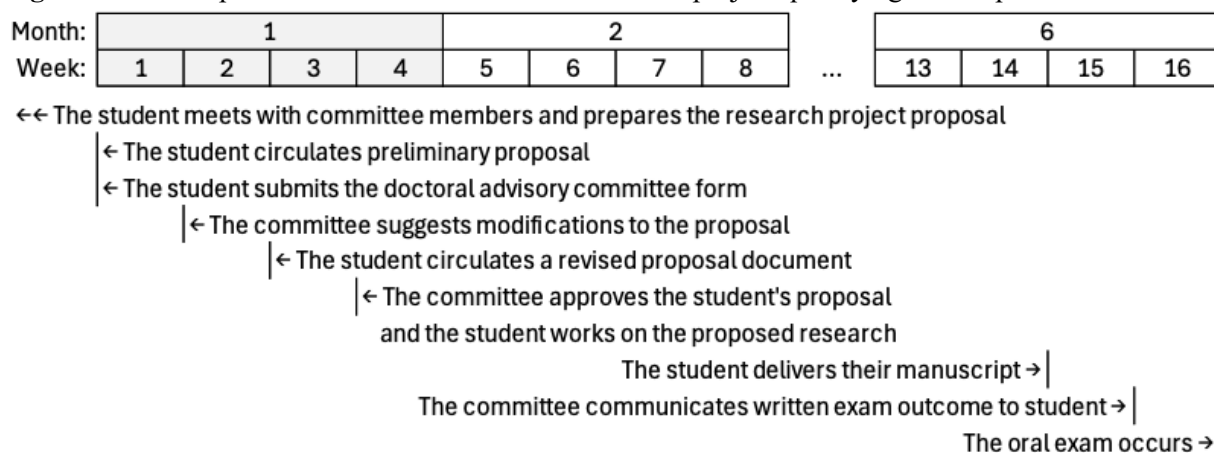 Month: 1 2 6
Week: 1 2 3 4 5 6 7 8 ... 13 14 15 16
←← The student meets with committee members and prepares the research project proposal
← The student circulates preliminary proposal
← The student submits the doctoral advisory committee form
← The committee suggests modifications to the proposal
← The student circulates a revised proposal document
← The committee approves the student's proposal
and the student works on the proposed research
The student delivers their manuscript →
The committee communicates written exam outcome to student →
The oral exam occurs →